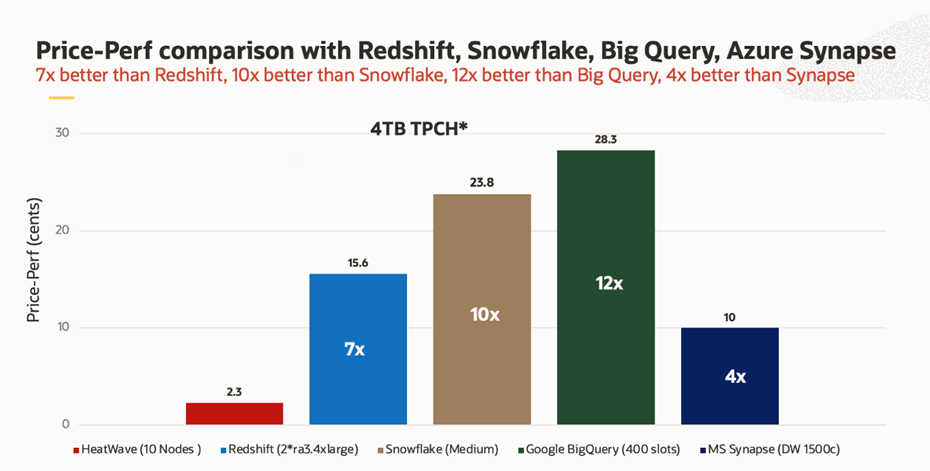 Price-Perf comparison with Redshift, Snowflake, Big Query, Azure Synapse
7x better than Redshift, 10x better than Snowflake, 12x better than Big Query, 4x better than Synapse
4TB TPCH*
Price-Perf (cents)
30
20
10
0
2.3
15.6
7x
23.8
10x
28.3
12x
10
4x
HeatWave (10 Nodes )
Redshift (2*ra3.4xlarge)
Snowflake (Medium)
Google BigQuery (400 slots)
MS Synapse (DW 1500c)